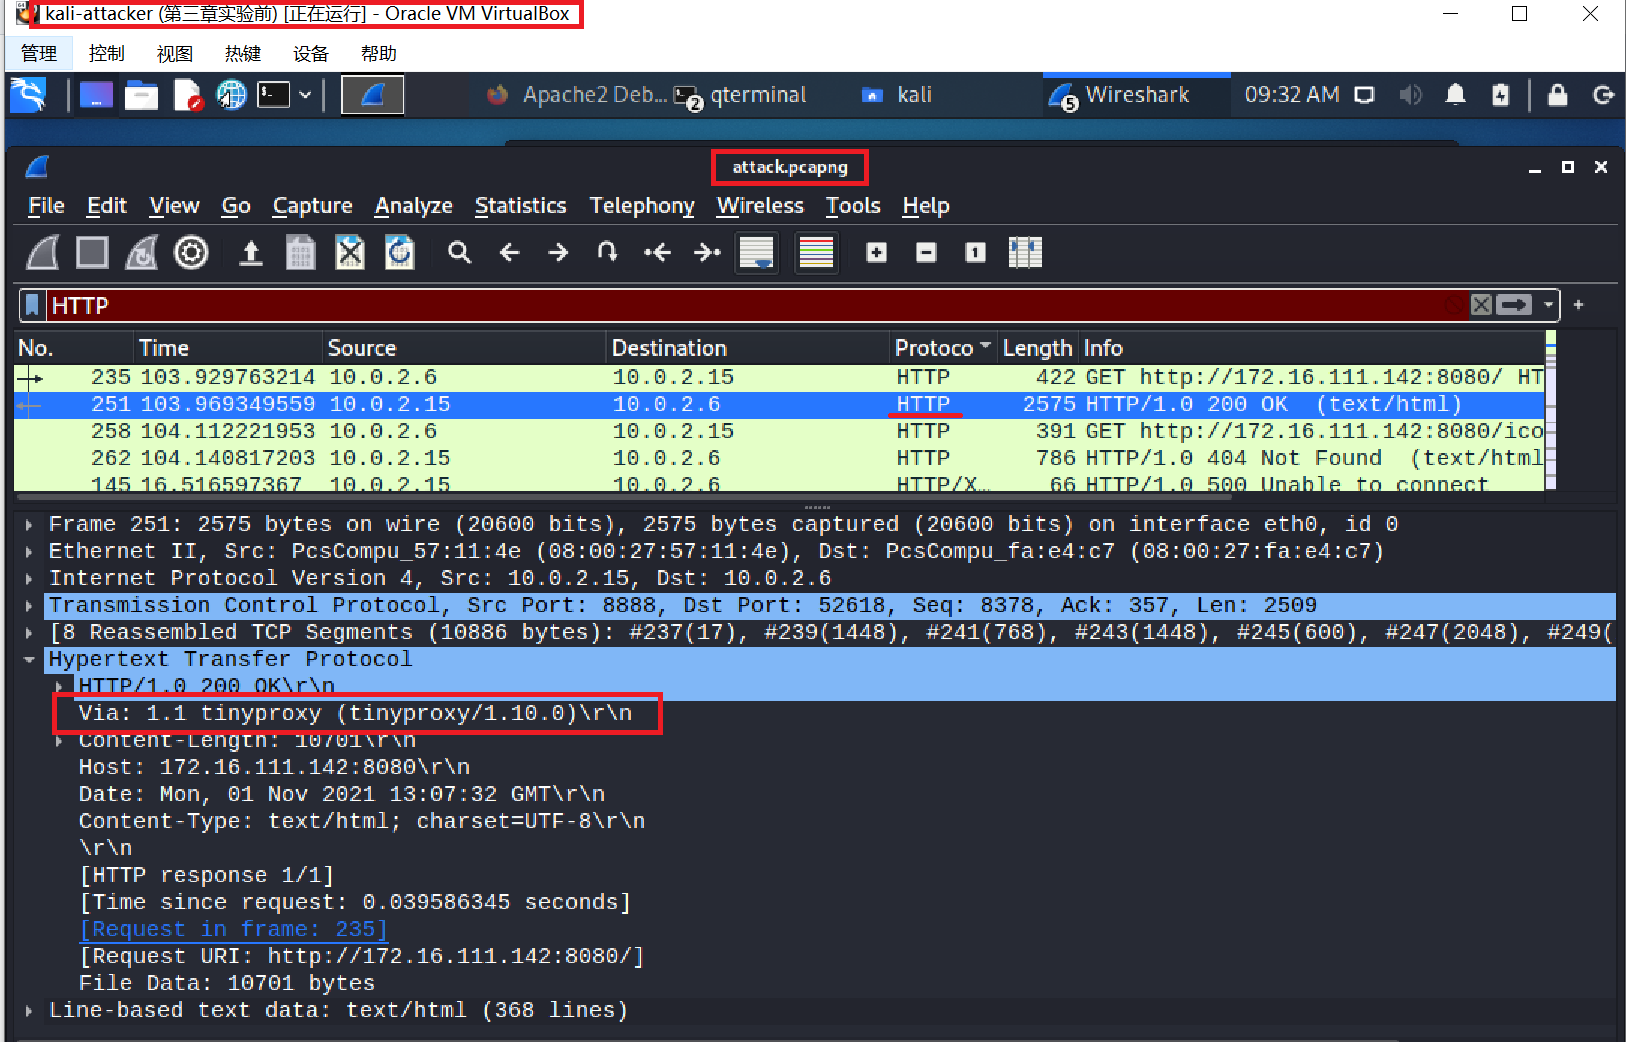 kali-attacker (第三章实验前) [正在运行] - Oracle VM VirtualBox
管理 控制 视图 热键 设备 帮助
Apache2 Deb... 2 qterminal kali 5 Wireshark 09:32 AM
attack.pcapng
File Edit View Go Capture Analyze Statistics Telephony Wireless Tools Help
HTTP
No. Time Source Destination Protoco Length Info
235 103.929763214 10.0.2.6 10.0.2.15 HTTP 422 GET http://172.16.111.142:8080/ HT
251 103.969349559 10.0.2.15 10.0.2.6 HTTP 2575 HTTP/1.0 200 OK (text/html)
258 104.112221953 10.0.2.6 10.0.2.15 HTTP 391 GET http://172.16.111.142:8080/ico
262 104.140817203 10.0.2.15 10.0.2.6 HTTP 786 HTTP/1.0 404 Not Found (text/html
145 16.516597367 10.0.2.15 10.0.2.6 HTTP/X… 66 HTTP/1.0 500 Unable to connect
Frame 251: 2575 bytes on wire (20600 bits), 2575 bytes captured (20600 bits) on interface eth0, id 0
Ethernet II, Src: PcsCompu_57:11:4e (08:00:27:57:11:4e), Dst: PcsCompu_fa:e4:c7 (08:00:27:fa:e4:c7)
Internet Protocol Version 4, Src: 10.0.2.15, Dst: 10.0.2.6
Transmission Control Protocol, Src Port: 8888, Dst Port: 52618, Seq: 8378, Ack: 357, Len: 2509
[8 Reassembled TCP Segments (10886 bytes): #237(17), #239(1448), #241(768), #243(1448), #245(600), #247(2048), #249(
Hypertext Transfer Protocol
HTTP/1.0 200 OK\r\n
Via: 1.1 tinyproxy (tinyproxy/1.10.0)\r\n
Content-Length: 10701\r\n
Host: 172.16.111.142:8080\r\n
Date: Mon, 01 Nov 2021 13:07:32 GMT\r\n
Content-Type: text/html; charset=UTF-8\r\n
\r\n
[HTTP response 1/1]
[Time since request: 0.039586345 seconds]
[Request in frame: 235]
[Request URI: http://172.16.111.142:8080/]
File Data: 10701 bytes
Line-based text data: text/html (368 lines)